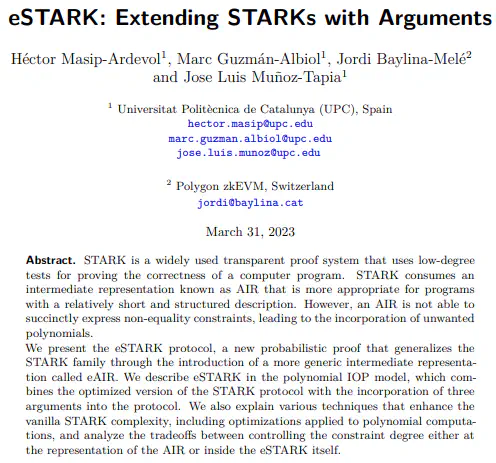 eSTARK: Extending STARKs with Arguments
Héctor Masip-Ardevol¹, Marc Guzmán-Albiol¹, Jordi Baylina-Melé²
and Jose Luis Muñoz-Tapia¹
¹ Universitat Politècnica de Catalunya (UPC), Spain
hector.masip@upc.edu
marc.guzman.albiol@upc.edu
jose.luis.munoz@upc.edu
² Polygon zkEVM, Switzerland
jordi@baylina.cat
March 31, 2023
Abstract. STARK is a widely used transparent proof system that uses low-degree
tests for proving the correctness of a computer program. STARK consumes an
intermediate representation known as AIR that is more appropriate for programs
with a relatively short and structured description. However, an AIR is not able to
succinctly express non-equality constraints, leading to the incorporation of unwanted
polynomials.
We present the eSTARK protocol, a new probabilistic proof that generalizes the
STARK family through the introduction of a more generic intermediate representa-
tion called eAIR. We describe eSTARK in the polynomial IOP model, which com-
bines the optimized version of the STARK protocol with the incorporation of three
arguments into the protocol. We also explain various techniques that enhance the
vanilla STARK complexity, including optimizations applied to polynomial computa-
tions, and analyze the tradeoffs between controlling the constraint degree either at
the representation of the AIR or inside the eSTARK itself.